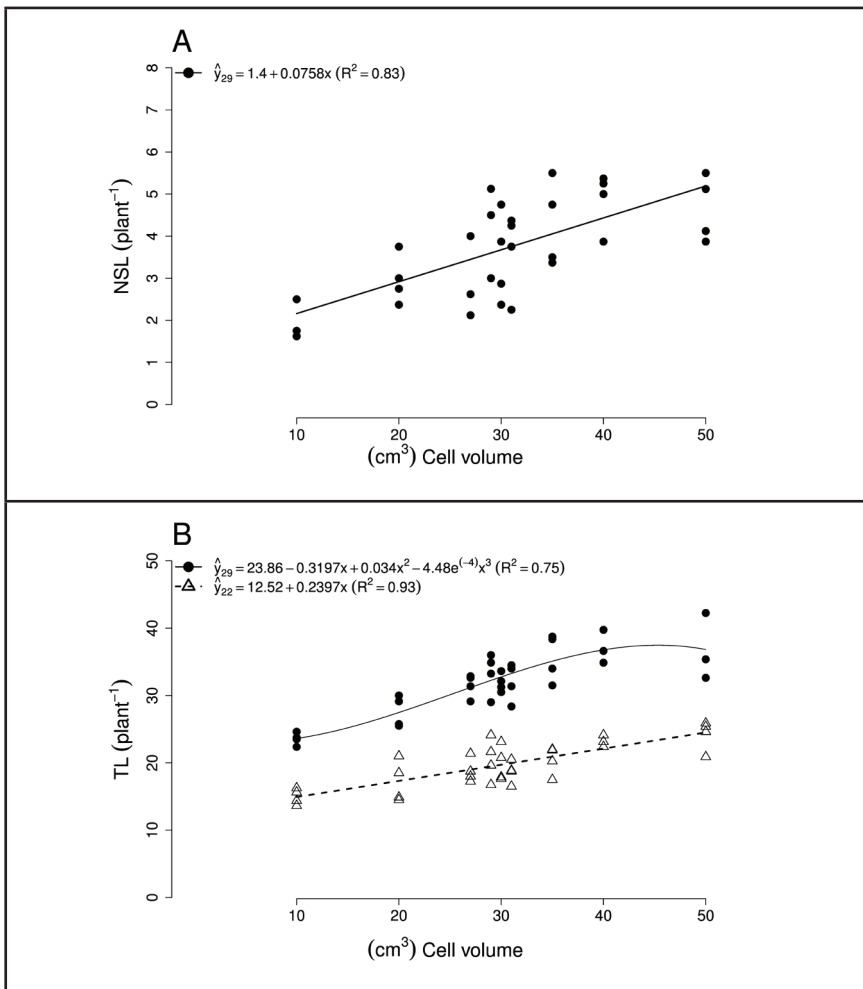 A
ŷ₂₉ = 1.4 + 0.0758x (R² = 0.83)
8
7
6
5
4
3
2
1
0
NSL (plant⁻¹)
10 20 30 40 50
(cm³) Cell volume
B
ŷ₂₉ = 23.86 − 0.3197x + 0.034x² − 4.48e⁽⁻⁴⁾x³ (R² = 0.75)
ŷ₂₂ = 12.52 + 0.2397x (R² = 0.93)
50
40
30
20
10
0
TL (plant⁻¹)
10 20 30 40 50
(cm³) Cell volume